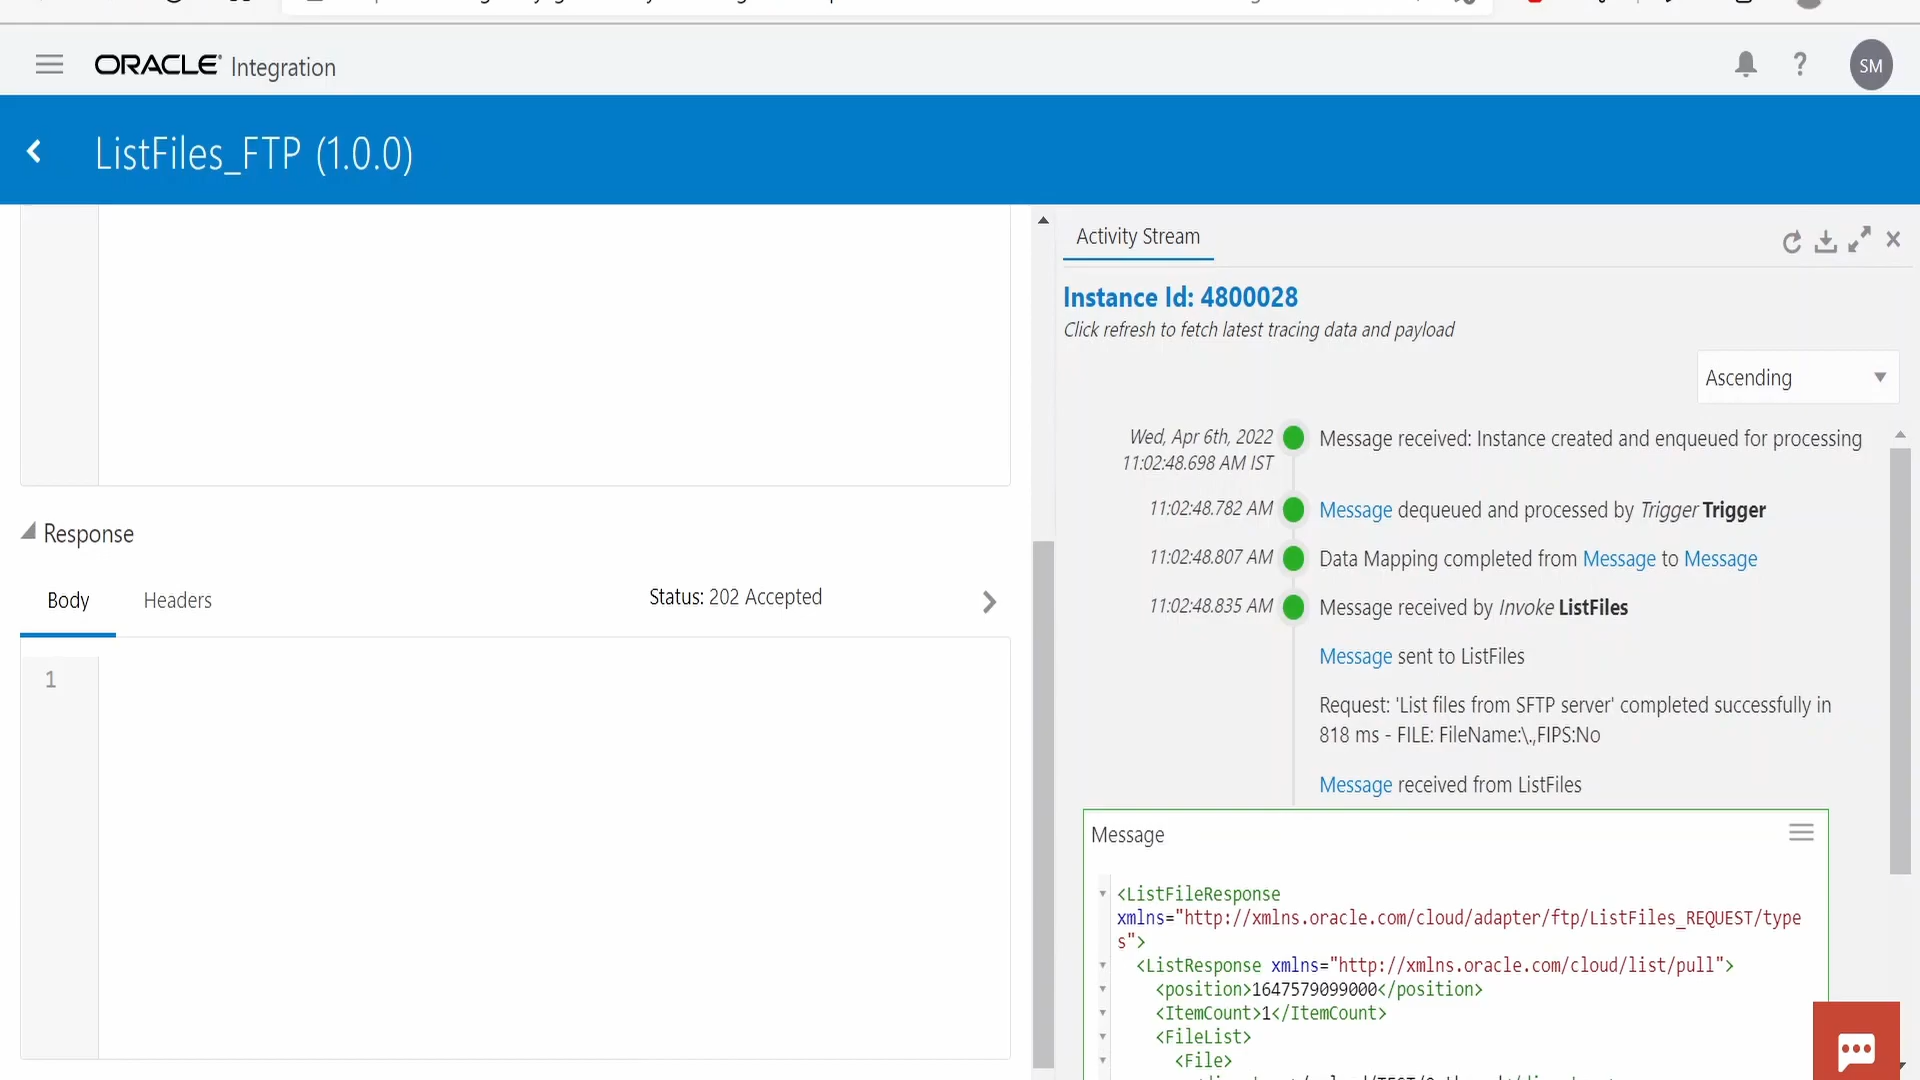 ORACLE Integration
SM
ListFiles_FTP (1.0.0)
Activity Stream
Instance Id: 4800028
Click refresh to fetch latest tracing data and payload
Ascending
Wed, Apr 6th, 2022
11:02:48.698 AM IST
Message received: Instance created and enqueued for processing
11:02:48.782 AM
Message dequeued and processed by Trigger Trigger
11:02:48.807 AM
Data Mapping completed from Message to Message
11:02:48.835 AM
Message received by Invoke ListFiles
Message sent to ListFiles
Request: 'List files from SFTP server' completed successfully in
818 ms - FILE: FileName:\.,FIPS:No
Message received from ListFiles
Message
<ListFileResponse
xmlns="http://xmlns.oracle.com/cloud/adapter/ftp/ListFiles_REQUEST/type
s">
<ListResponse xmlns="http://xmlns.oracle.com/cloud/list/pull">
<position>1647579099000</position>
<ItemCount>1</ItemCount>
<FileList>
<File>
Response
Body
Headers
Status: 202 Accepted
1